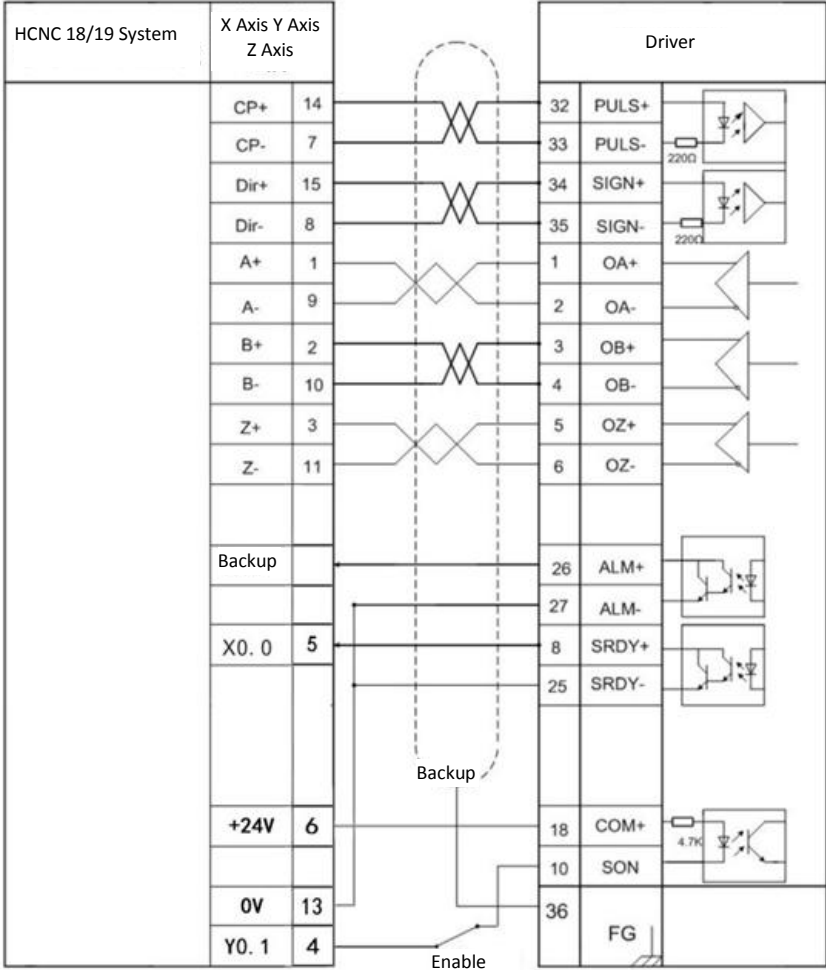 HCNC 18/19 System
X Axis Y Axis
Z Axis
Driver
CP+ 14 32 PULS+
CP- 7 33 PULS-
220Ω
Dir+ 15 34 SIGN+
Dir- 8 35 SIGN-
220Ω
A+ 1 1 OA+
A- 9 2 OA-
B+ 2 3 OB+
B- 10 4 OB-
Z+ 3 5 OZ+
Z- 11 6 OZ-
Backup 26 ALM+
27 ALM-
X0. 0 5 8 SRDY+
25 SRDY-
Backup
+24V 6 18 COM+
4.7K
10 SON
0V 13 36
FG
Y0. 1 4
Enable